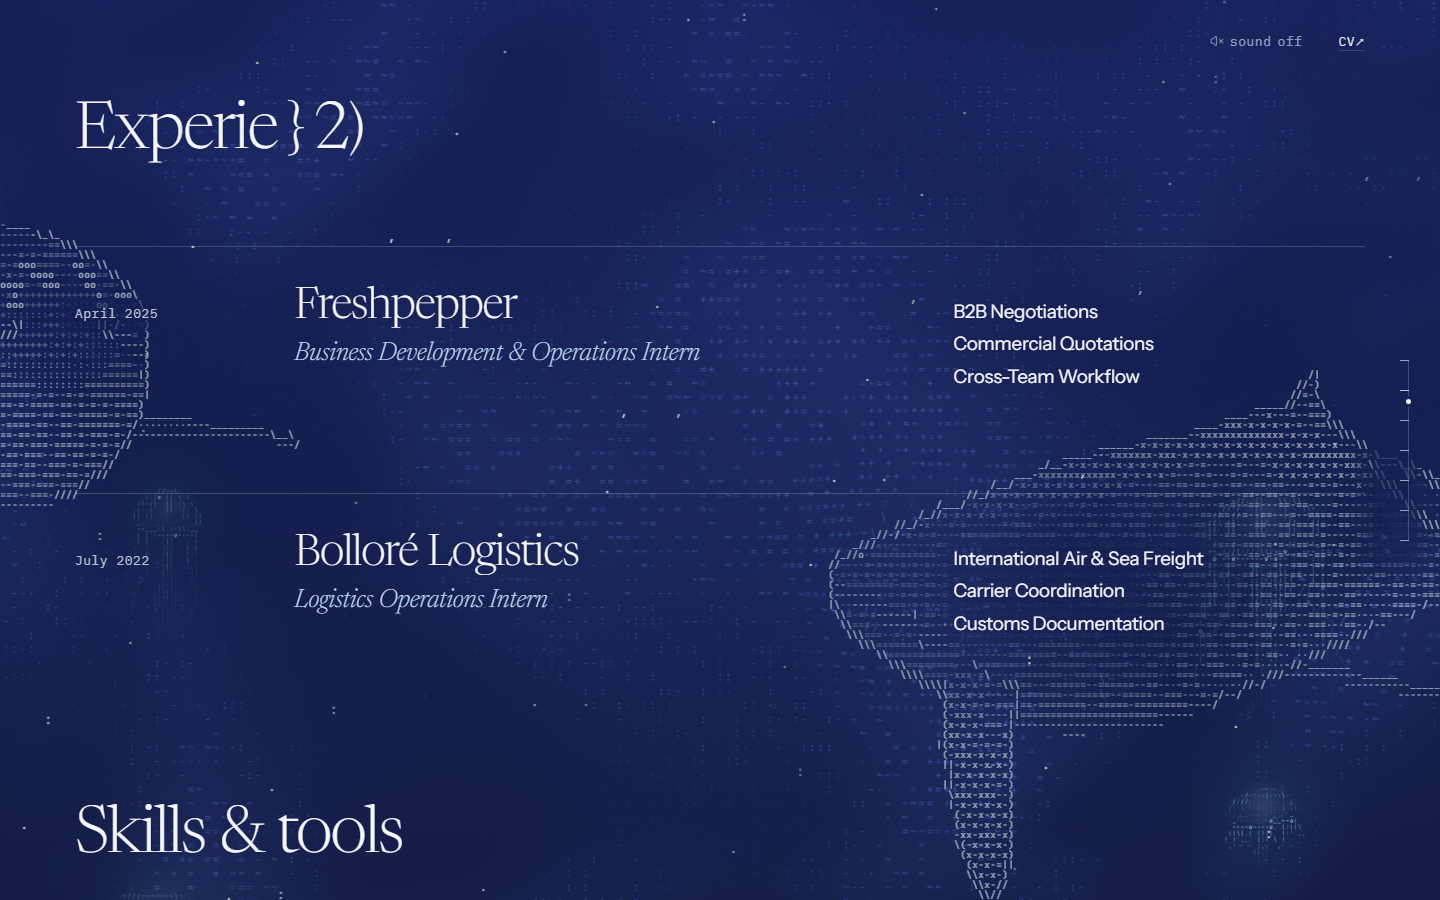 sound off
CV↗
Experie}2)
April 2025
Freshpepper
Business Development & Operations Intern
B2B Negotiations
Commercial Quotations
Cross-Team Workflow
July 2022
Bolloré Logistics
Logistics Operations Intern
International Air & Sea Freight
Carrier Coordination
Customs Documentation
Skills & tools